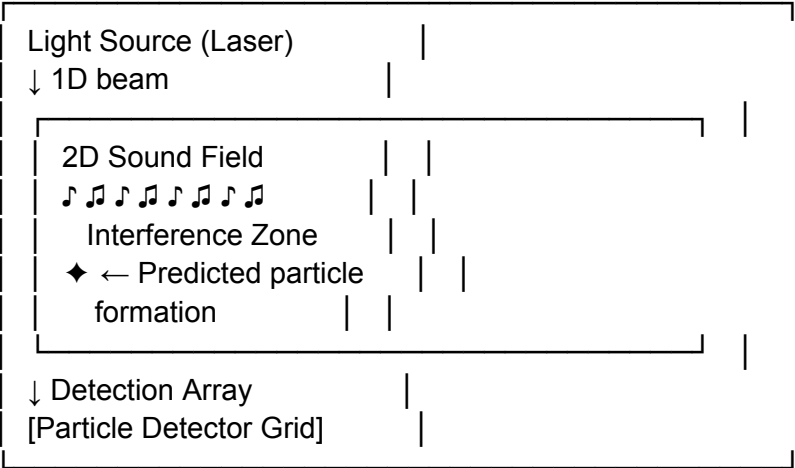 Light Source (Laser)
↓ 1D beam
2D Sound Field
♪ ♫ ♪ ♫ ♪ ♫ ♪ ♫
Interference Zone
✦ ← Predicted particle
formation
↓ Detection Array
[Particle Detector Grid]